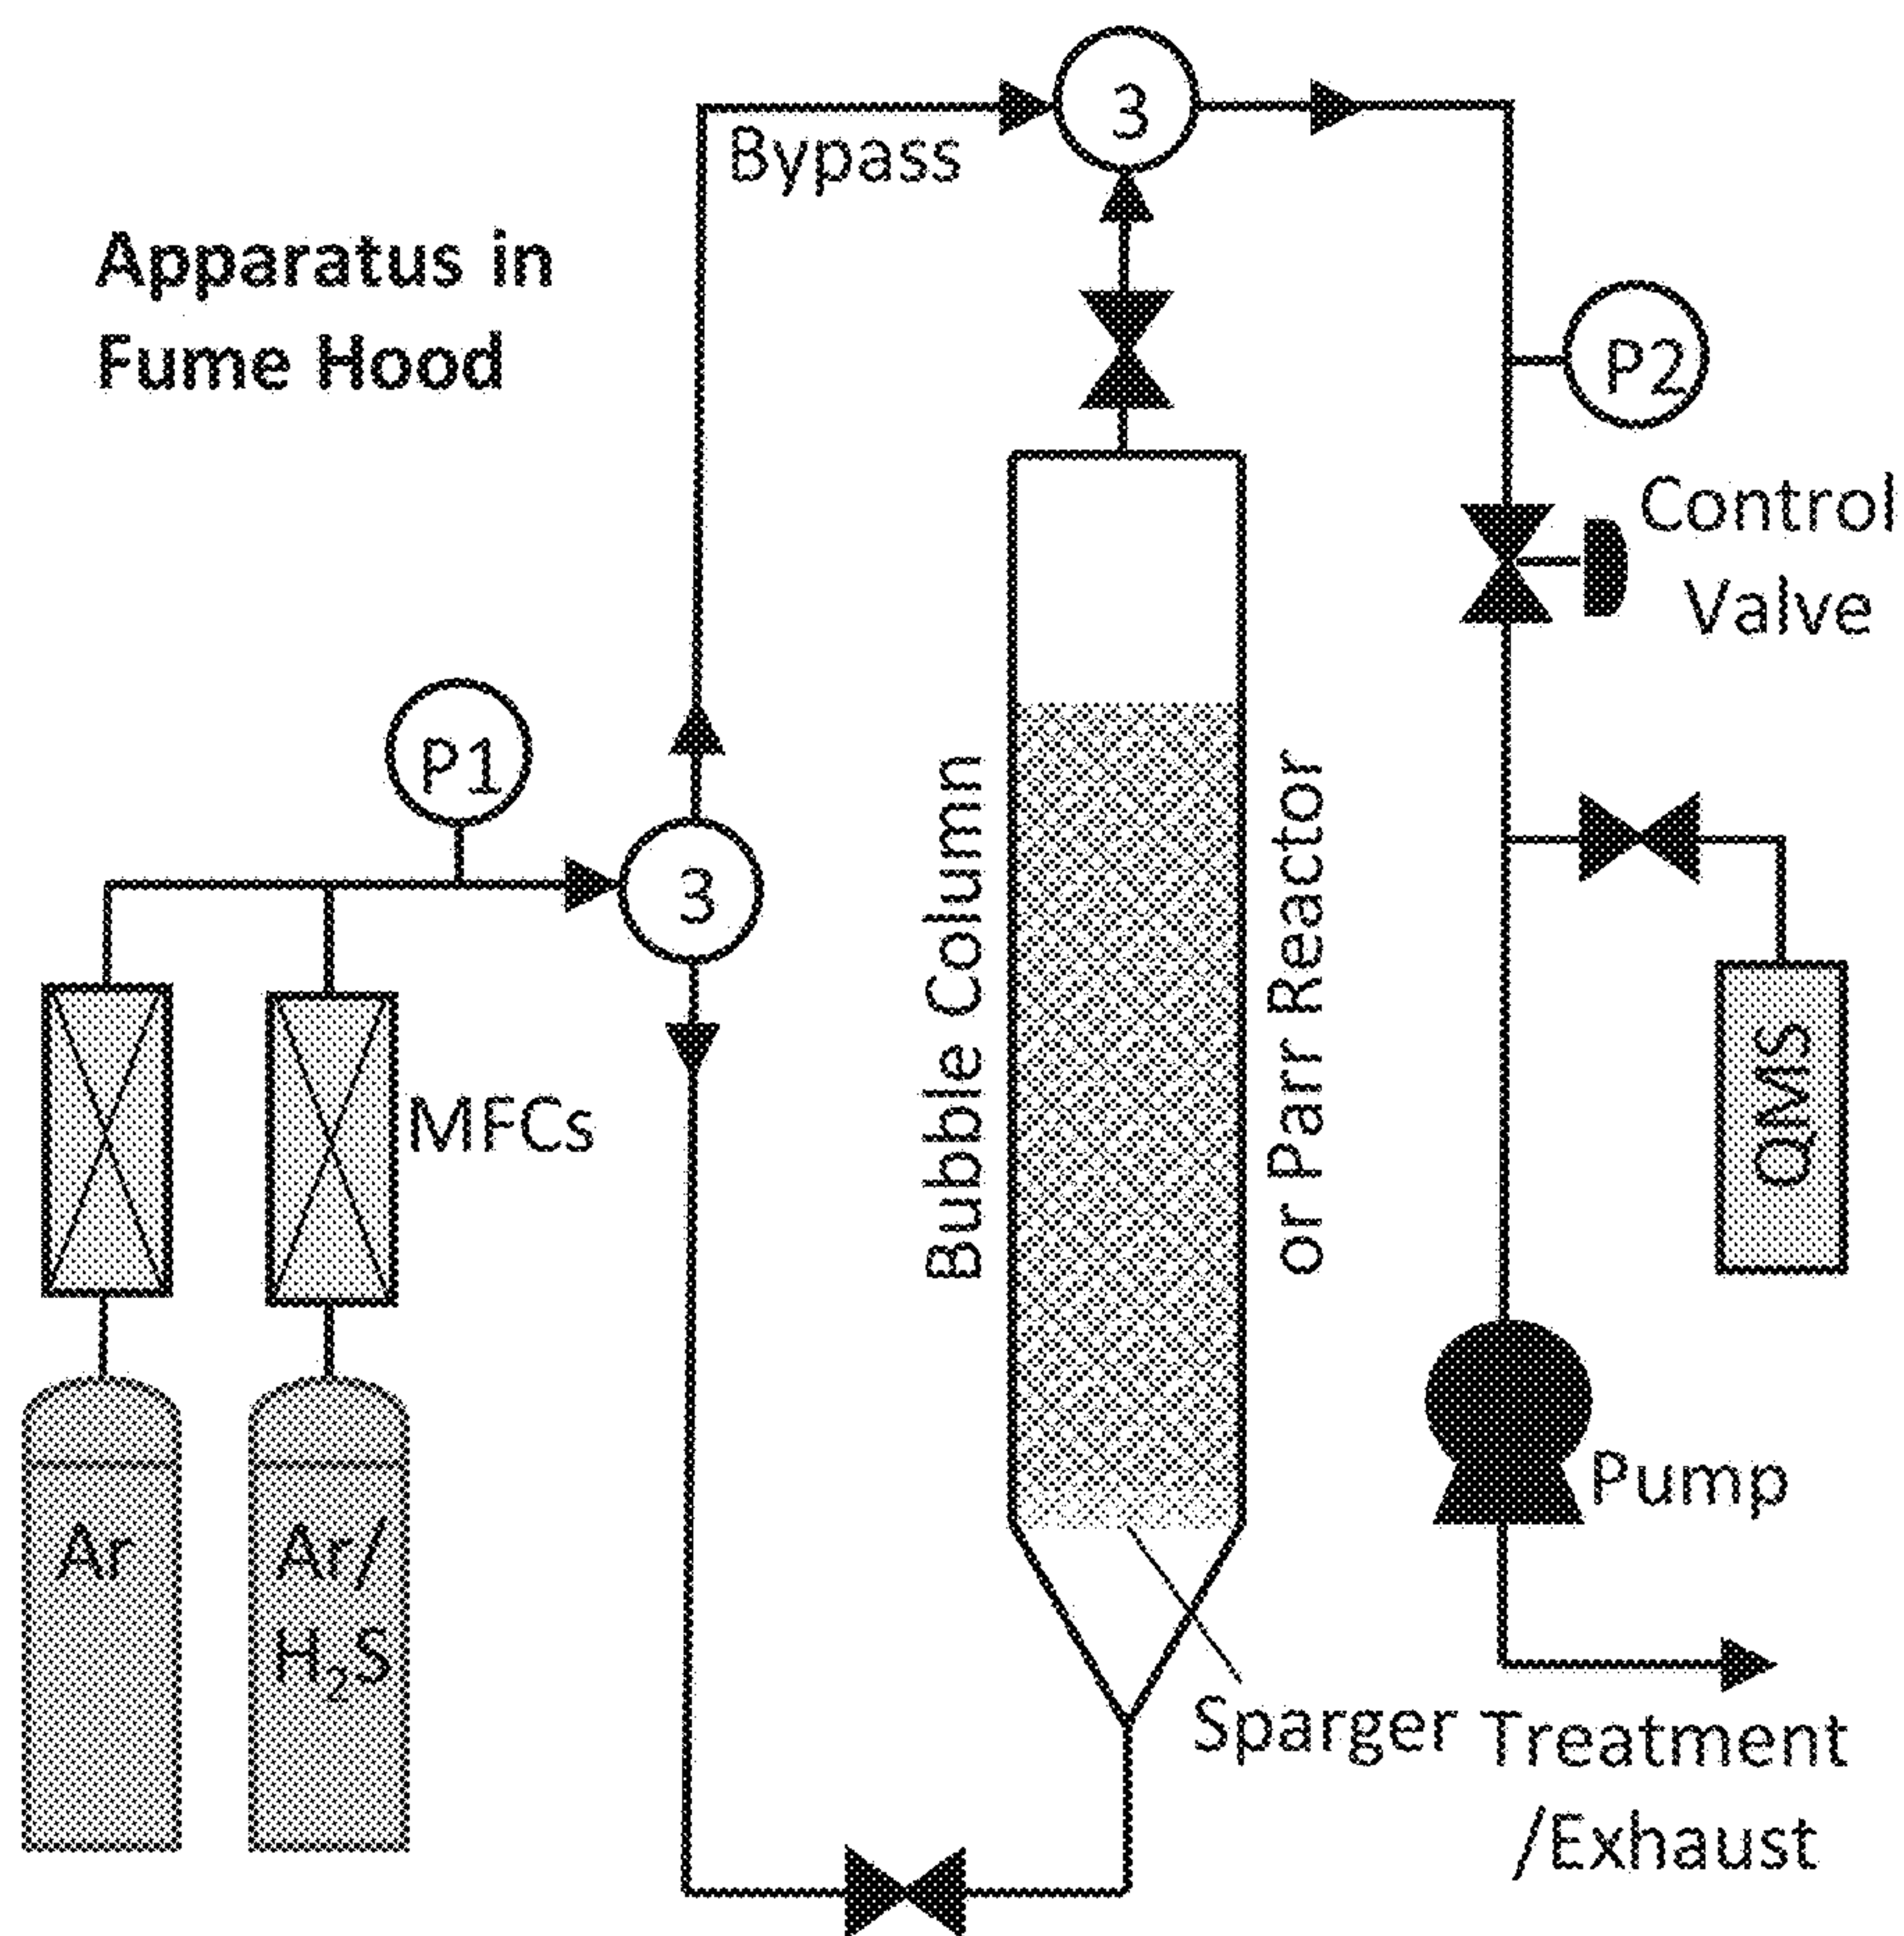 3
Bypass
Apparatus in
Fume Hood
P2
Control
Valve
P1
3
Bubble Column
or Parr Reactor
MFCs
QMS
Pump
Ar
Ar/
H₂S
Sparger
Treatment
/Exhaust